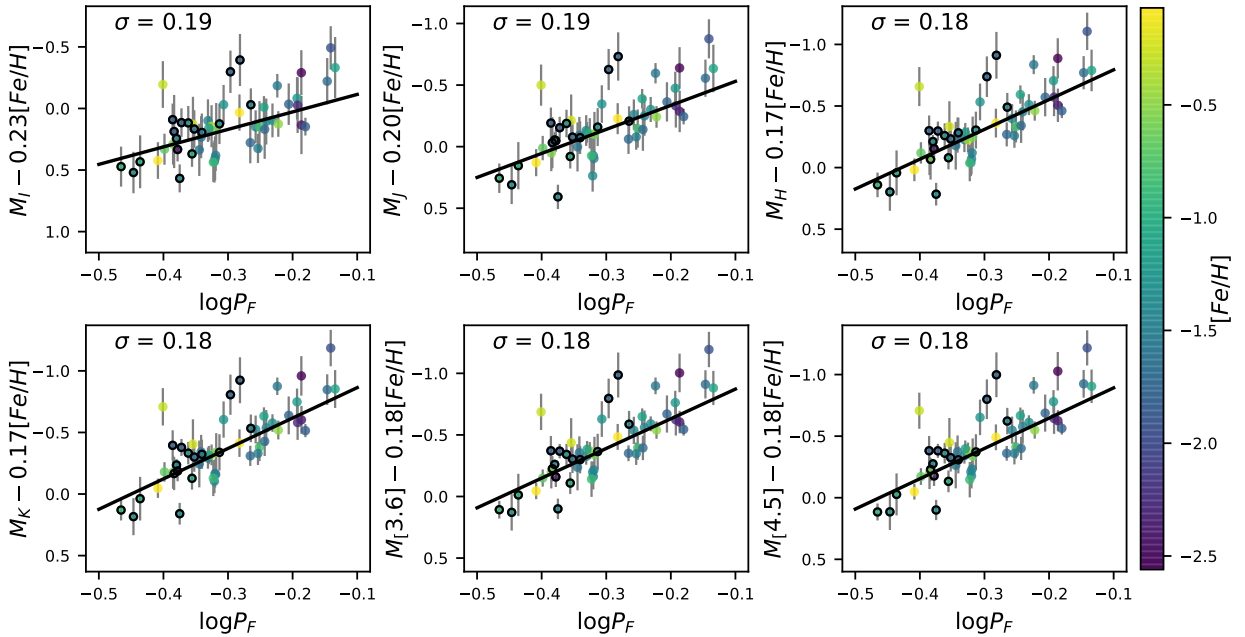 σ = 0.19
M_I − 0.23[Fe/H]
−0.5
0.0
0.5
1.0
−0.5 −0.4 −0.3 −0.2 −0.1
logP_F
σ = 0.19
M_J − 0.20[Fe/H]
−1.0
−0.5
0.0
0.5
−0.5 −0.4 −0.3 −0.2 −0.1
logP_F
σ = 0.18
M_H − 0.17[Fe/H]
−1.0
−0.5
0.0
0.5
−0.5 −0.4 −0.3 −0.2 −0.1
logP_F
σ = 0.18
M_K − 0.17[Fe/H]
−1.0
−0.5
0.0
0.5
−0.5 −0.4 −0.3 −0.2 −0.1
logP_F
σ = 0.18
M_[3.6] − 0.18[Fe/H]
−1.0
−0.5
0.0
0.5
−0.5 −0.4 −0.3 −0.2 −0.1
logP_F
σ = 0.18
M_[4.5] − 0.18[Fe/H]
−1.0
−0.5
0.0
0.5
−0.5 −0.4 −0.3 −0.2 −0.1
logP_F
−0.5
−1.0
−1.5
−2.0
−2.5
[Fe/H]